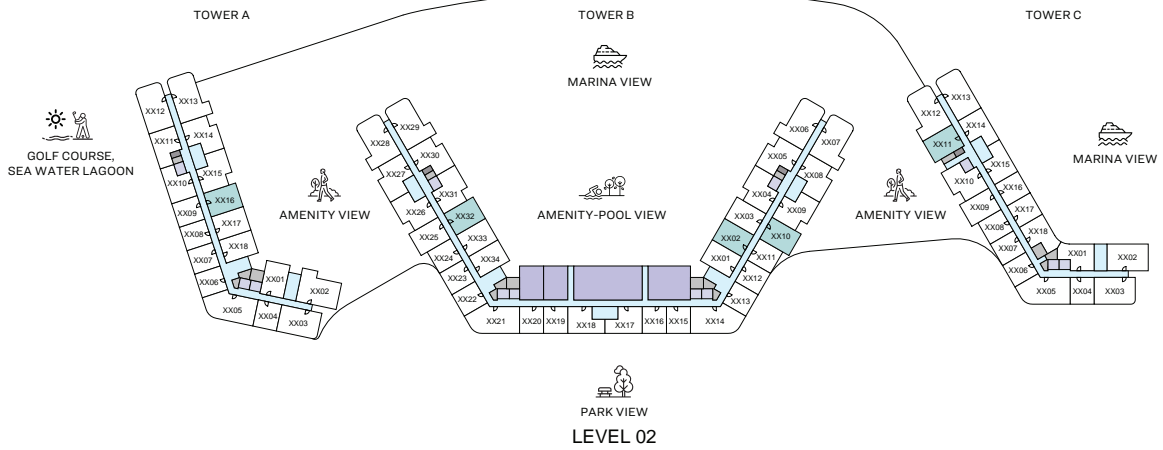 TOWER A
TOWER B
TOWER C
MARINA VIEW
GOLF COURSE,
SEA WATER LAGOON
AMENITY VIEW
AMENITY-POOL VIEW
AMENITY VIEW
MARINA VIEW
XX12
XX13
XX11
XX14
XX10
XX15
XX09
XX16
XX08
XX17
XX07
XX18
XX06
XX01
XX02
XX05
XX04
XX03
XX28
XX29
XX27
XX30
XX26
XX31
XX25
XX32
XX24
XX33
XX23
XX34
XX22
XX21
XX20
XX19
XX18
XX17
XX16
XX15
XX14
XX06
XX07
XX05
XX08
XX04
XX09
XX03
XX10
XX02
XX11
XX01
XX12
XX13
XX12
XX13
XX11
XX14
XX10
XX15
XX09
XX16
XX08
XX17
XX07
XX18
XX06
XX01
XX02
XX05
XX04
XX03
PARK VIEW
LEVEL 02